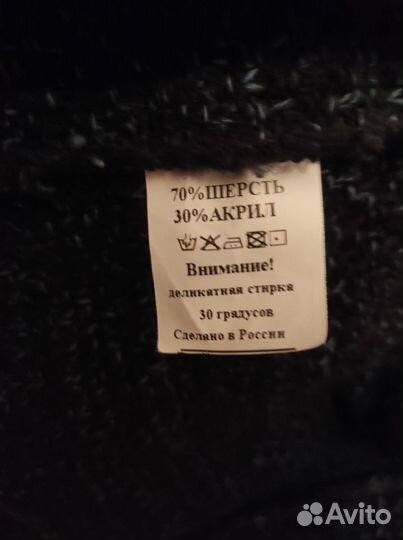 70%ШЕРСТЬ
30%АКРИЛ
Внимание!
деликатная стирка
30 градусов
Сделано в России
Avito